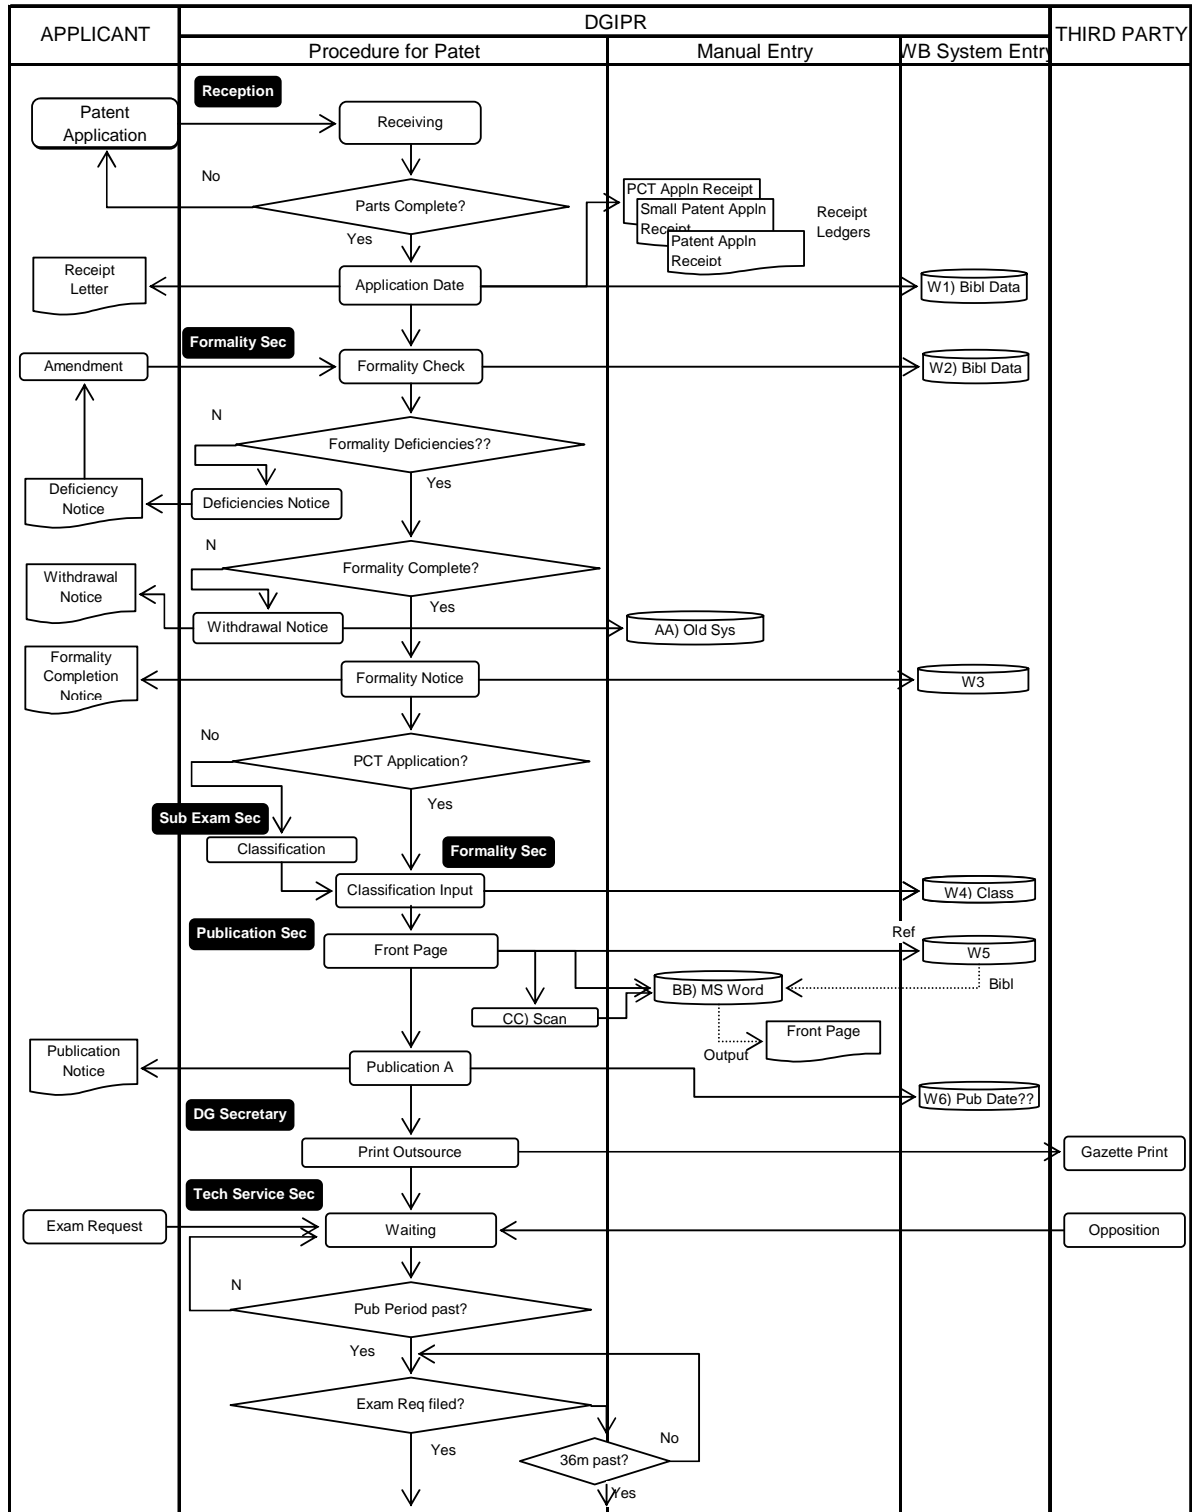 APPLICANT
DGIPR
THIRD PARTY
Procedure for Patet
Manual Entry
WB System Entry
Reception
Patent
Application
Receiving
No
Parts Complete?
Yes
PCT Appln Receipt
Small Patent Appln
Receipt
Patent Appln
Receipt
Receipt
Ledgers
Receipt
Letter
Application Date
W1) Bibl Data
Formality Sec
Amendment
Formality Check
W2) Bibl Data
N
Formality Deficiencies??
Yes
Deficiency
Notice
Deficiencies Notice
N
Formality Complete?
Yes
Withdrawal
Notice
Withdrawal Notice
AA) Old Sys
Formality
Completion
Notice
Formality Notice
W3
No
PCT Application?
Yes
Sub Exam Sec
Classification
Formality Sec
Classification Input
W4) Class
Publication Sec
Front Page
Ref
W5
Bibl
BB) MS Word
CC) Scan
Output
Front Page
Publication
Notice
Publication A
W6) Pub Date??
DG Secretary
Print Outsource
Gazette Print
Tech Service Sec
Exam Request
Waiting
Opposition
N
Pub Period past?
Yes
Exam Req filed?
Yes
No
36m past?
Yes